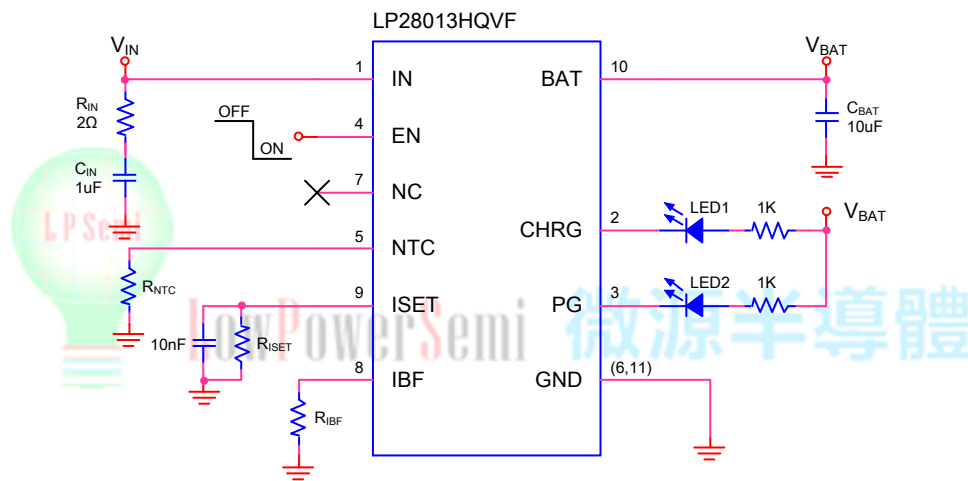 LP28013HQVF
VIN
VBAT
1
IN
BAT
10
RIN
2Ω
CBAT
10uF
OFF
ON
4
EN
CIN
1uF
7
NC
LED1
1K
VBAT
CHRG
2
LP Semi
5
NTC
RNTC
LED2
1K
9
ISET
PG
3
10nF
RISET
LowPowerSemi
微源半導體
8
IBF
GND
(6,11)
RIBF